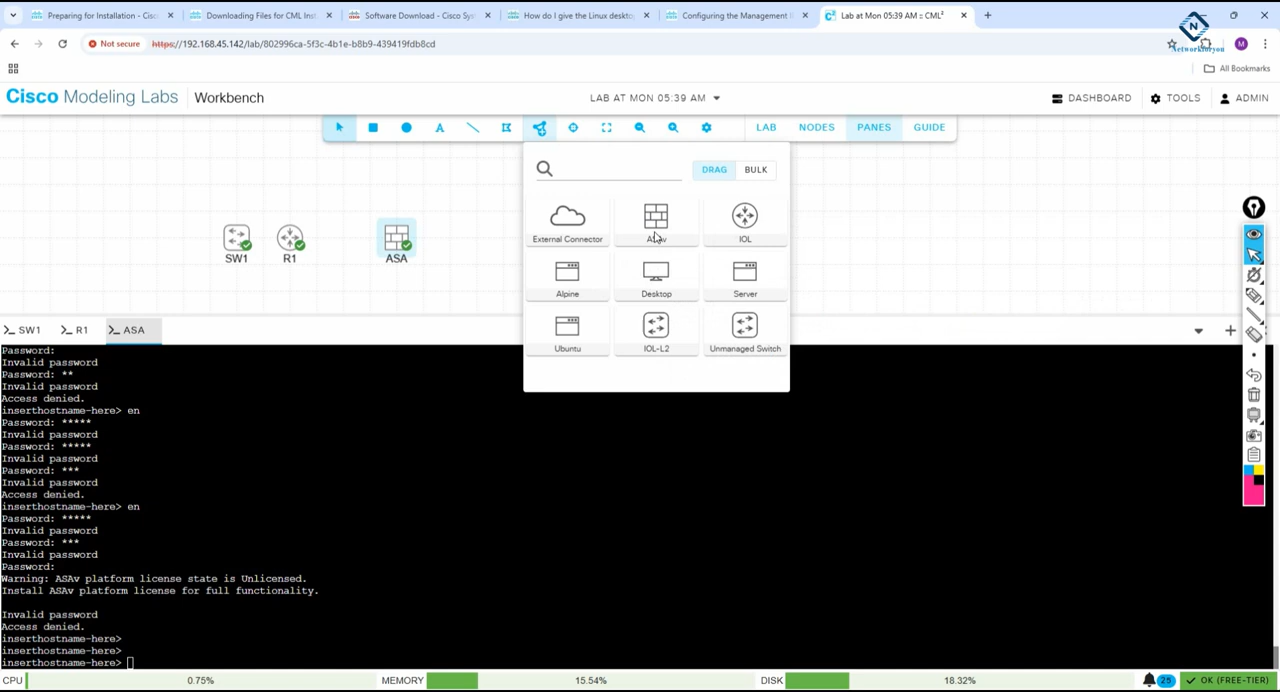 Preparing for Installation - Cisc
Downloading Files for CML Inst
Software Download - Cisco Sys
How do I give the Linux deskto
Configuring the Management I
Lab at Mon 05:39 AM :: CML²
Not secure
https://192.168.45.142/lab/802996ca-5f3c-4b1e-b8b9-439419fdb8cd
N
Networkforyou
M
All Bookmarks
Cisco Modeling Labs
Workbench
LAB AT MON 05:39 AM
DASHBOARD
TOOLS
ADMIN
A
LAB
NODES
PANES
GUIDE
DRAG
BULK
External Connector
IOL
Alpine
Desktop
Server
Ubuntu
IOL-L2
Unmanaged Switch
SW1
R1
ASA
SW1
R1
ASA
Password:
Invalid password
Password: **
Invalid password
Access denied.
inserthostname-here> en
Password: *****
Invalid password
Password: *****
Invalid password
Password: ***
Invalid password
Access denied.
inserthostname-here> en
Password: *****
Invalid password
Password: ***
Invalid password
Password:
Warning: ASAv platform license state is Unlicensed.
Install ASAv platform license for full functionality.
Invalid password
Access denied.
inserthostname-here>
inserthostname-here>
inserthostname-here>
CPU
0.75%
MEMORY
15.54%
DISK
18.32%
25
OK (FREE-TIER)